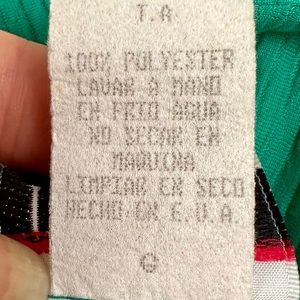 T.A
100% POLYESTER
LAVAR A MANO
EN FRIO AGUA
NO SECAR EN
MAQUINA
LIMPIAR EN SECO
HECHO EN E.U.A.